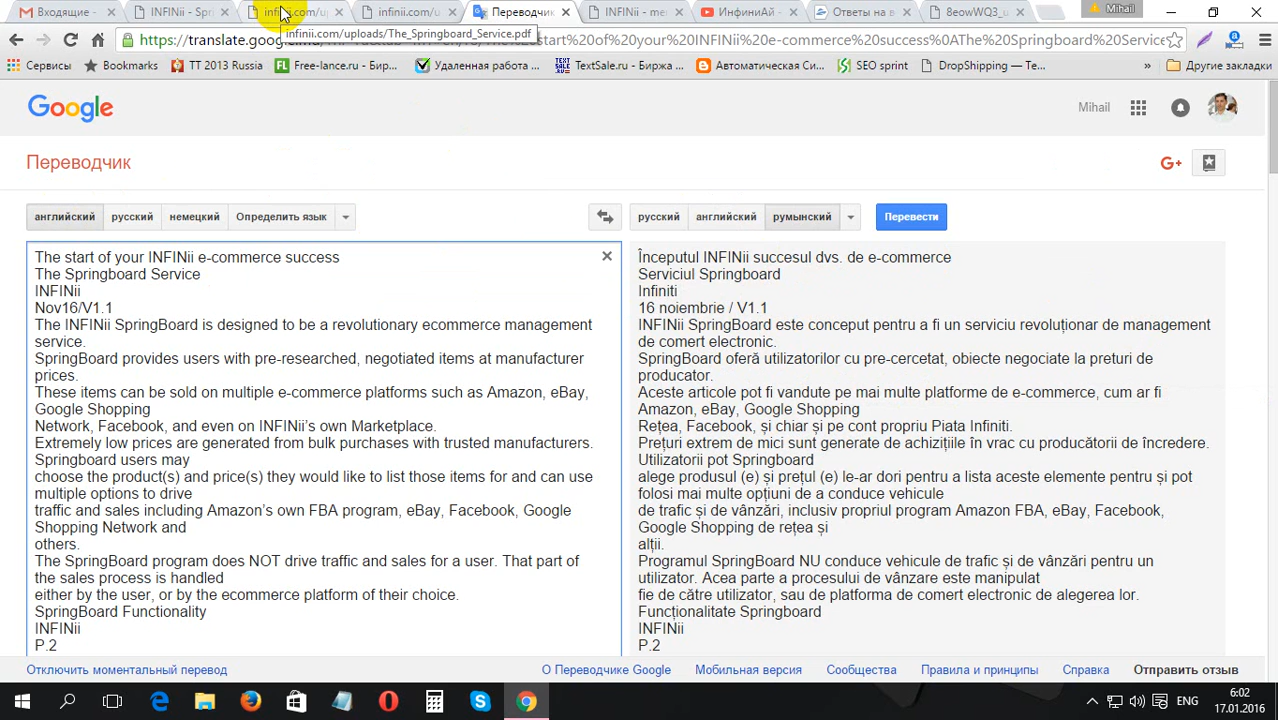 Входящие -
INFINii - Spr
infinii.com/up
infinii.com/u
Переводчик
INFINii - me
ИнфиниАй -
Ответы на в
8eowWQ3_u
Mihail
infinii.com/uploads/The_Springboard_Service.pdf
https://translate.goog
of%20your%20INFINii%20e-commerce%20success%0AThe%20Springboard%20Service
Сервисы
Bookmarks
TT 2013 Russia
Free-lance.ru - Бир...
Удаленная работа ...
TextSale.ru - Биржа ...
Автоматическая Си...
SEO sprint
DropShipping — Те...
»
Другие закладки
Google
Mihail
Переводчик
G+
английский русский немецкий Определить язык
русский английский румынский Перевести
The start of your INFINii e-commerce success
The Springboard Service
INFINii
Nov16/V1.1
The INFINii SpringBoard is designed to be a revolutionary ecommerce management
service.
SpringBoard provides users with pre-researched, negotiated items at manufacturer
prices.
These items can be sold on multiple e-commerce platforms such as Amazon, eBay,
Google Shopping
Network, Facebook, and even on INFINii’s own Marketplace.
Extremely low prices are generated from bulk purchases with trusted manufacturers.
Springboard users may
choose the product(s) and price(s) they would like to list those items for and can use
multiple options to drive
traffic and sales including Amazon’s own FBA program, eBay, Facebook, Google
Shopping Network and
others.
The SpringBoard program does NOT drive traffic and sales for a user. That part of
the sales process is handled
either by the user, or by the ecommerce platform of their choice.
SpringBoard Functionality
INFINii
P.2
Începutul INFINii succesul dvs. de e-commerce
Serviciul Springboard
Infiniti
16 noiembrie / V1.1
INFINii SpringBoard este conceput pentru a fi un serviciu revoluționar de management
de comert electronic.
SpringBoard oferă utilizatorilor cu pre-cercetat, obiecte negociate la preturi de
producator.
Aceste articole pot fi vandute pe mai multe platforme de e-commerce, cum ar fi
Amazon, eBay, Google Shopping
Rețea, Facebook, și chiar și pe cont propriu Piata Infiniti.
Prețuri extrem de mici sunt generate de achizițiile în vrac cu producătorii de încredere.
Utilizatorii pot Springboard
alege produsul (e) și prețul (e) le-ar dori pentru a lista aceste elemente pentru și pot
folosi mai multe opțiuni de a conduce vehicule
de trafic și de vânzări, inclusiv propriul program Amazon FBA, eBay, Facebook,
Google Shopping de rețea și
alții.
Programul SpringBoard NU conduce vehicule de trafic și de vânzări pentru un
utilizator. Acea parte a procesului de vânzare este manipulat
fie de către utilizator, sau de platforma de comert electronic de alegerea lor.
Funcționalitate Springboard
INFINii
P.2
Отключить моментальный перевод
О Переводчике Google Мобильная версия Сообщества Правила и принципы Справка Отправить отзыв
ENG
6:02
17.01.2016